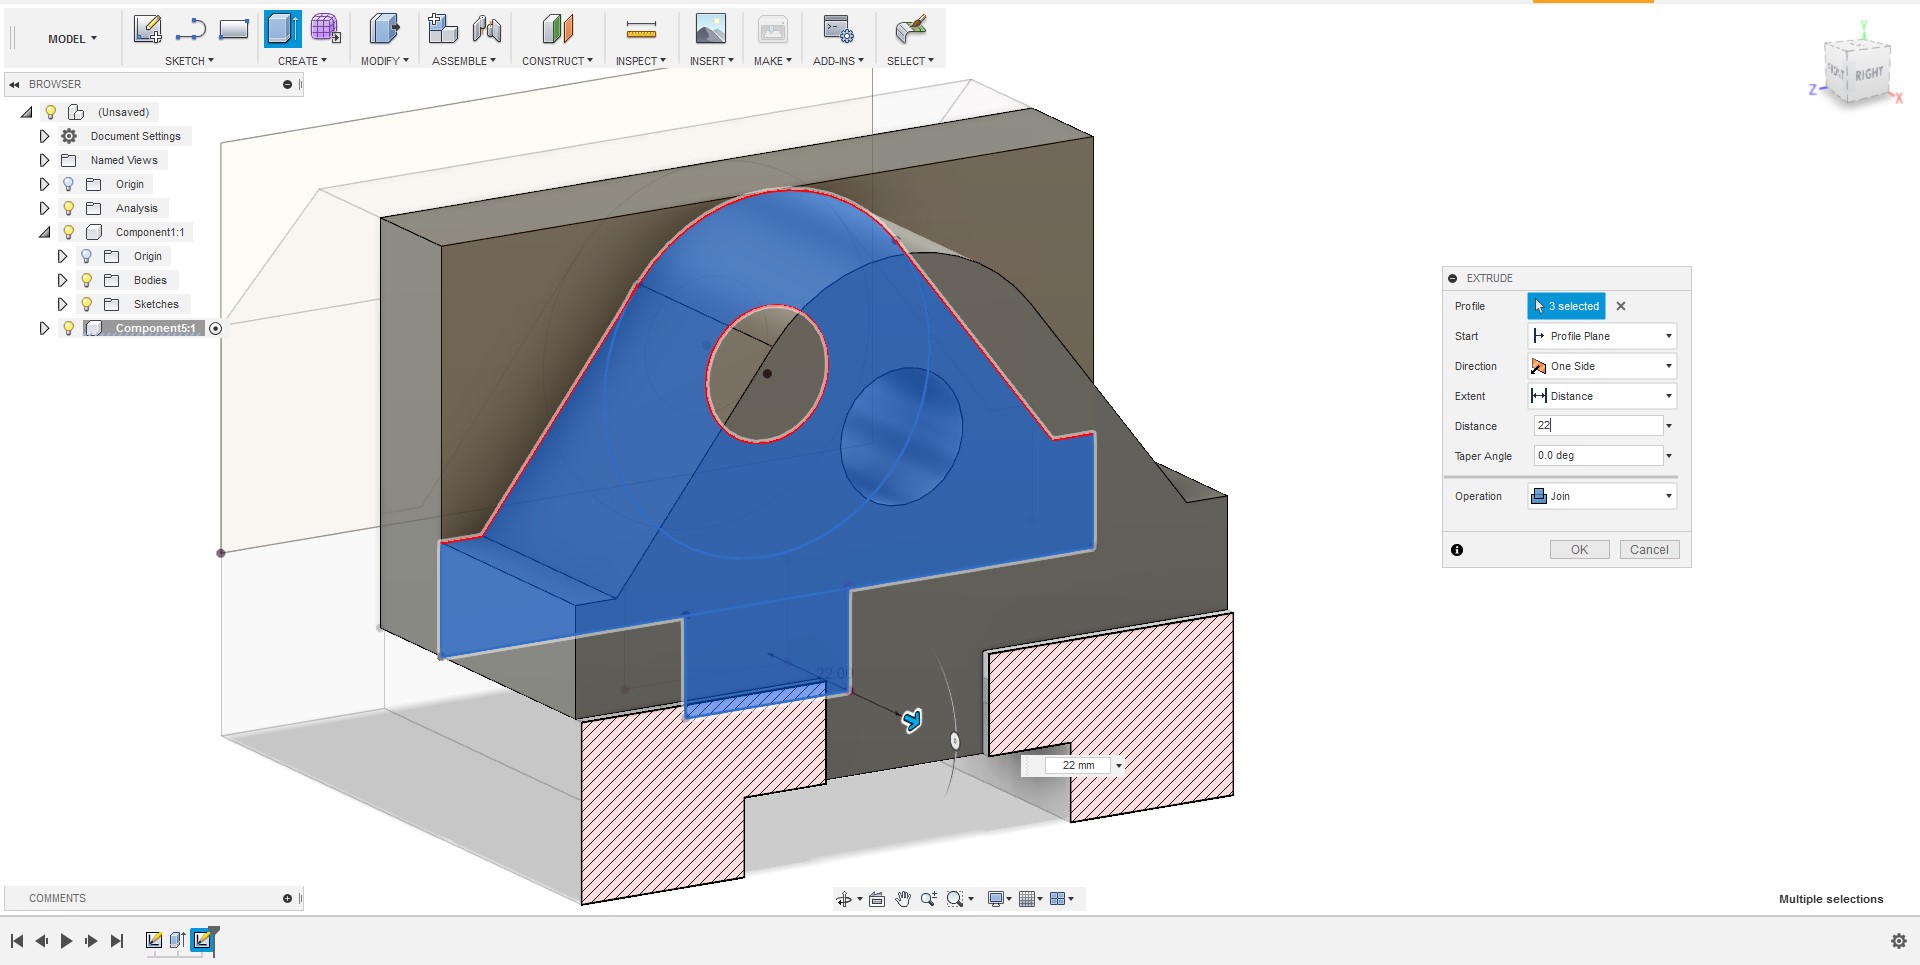 MODEL
SKETCH
CREATE
MODIFY
ASSEMBLE
CONSTRUCT
INSPECT
INSERT
MAKE
ADD-INS
SELECT
BROWSER
(Unsaved)
Document Settings
Named Views
Origin
Analysis
Component1:1
Origin
Bodies
Sketches
Component5:1
Y
RIGHT
Z
X
EXTRUDE
Profile 3 selected
Start Profile Plane
Direction One Side
Extent Distance
Distance 22
Taper Angle 0.0 deg
Operation Join
OK Cancel
22 mm
COMMENTS
Multiple selections